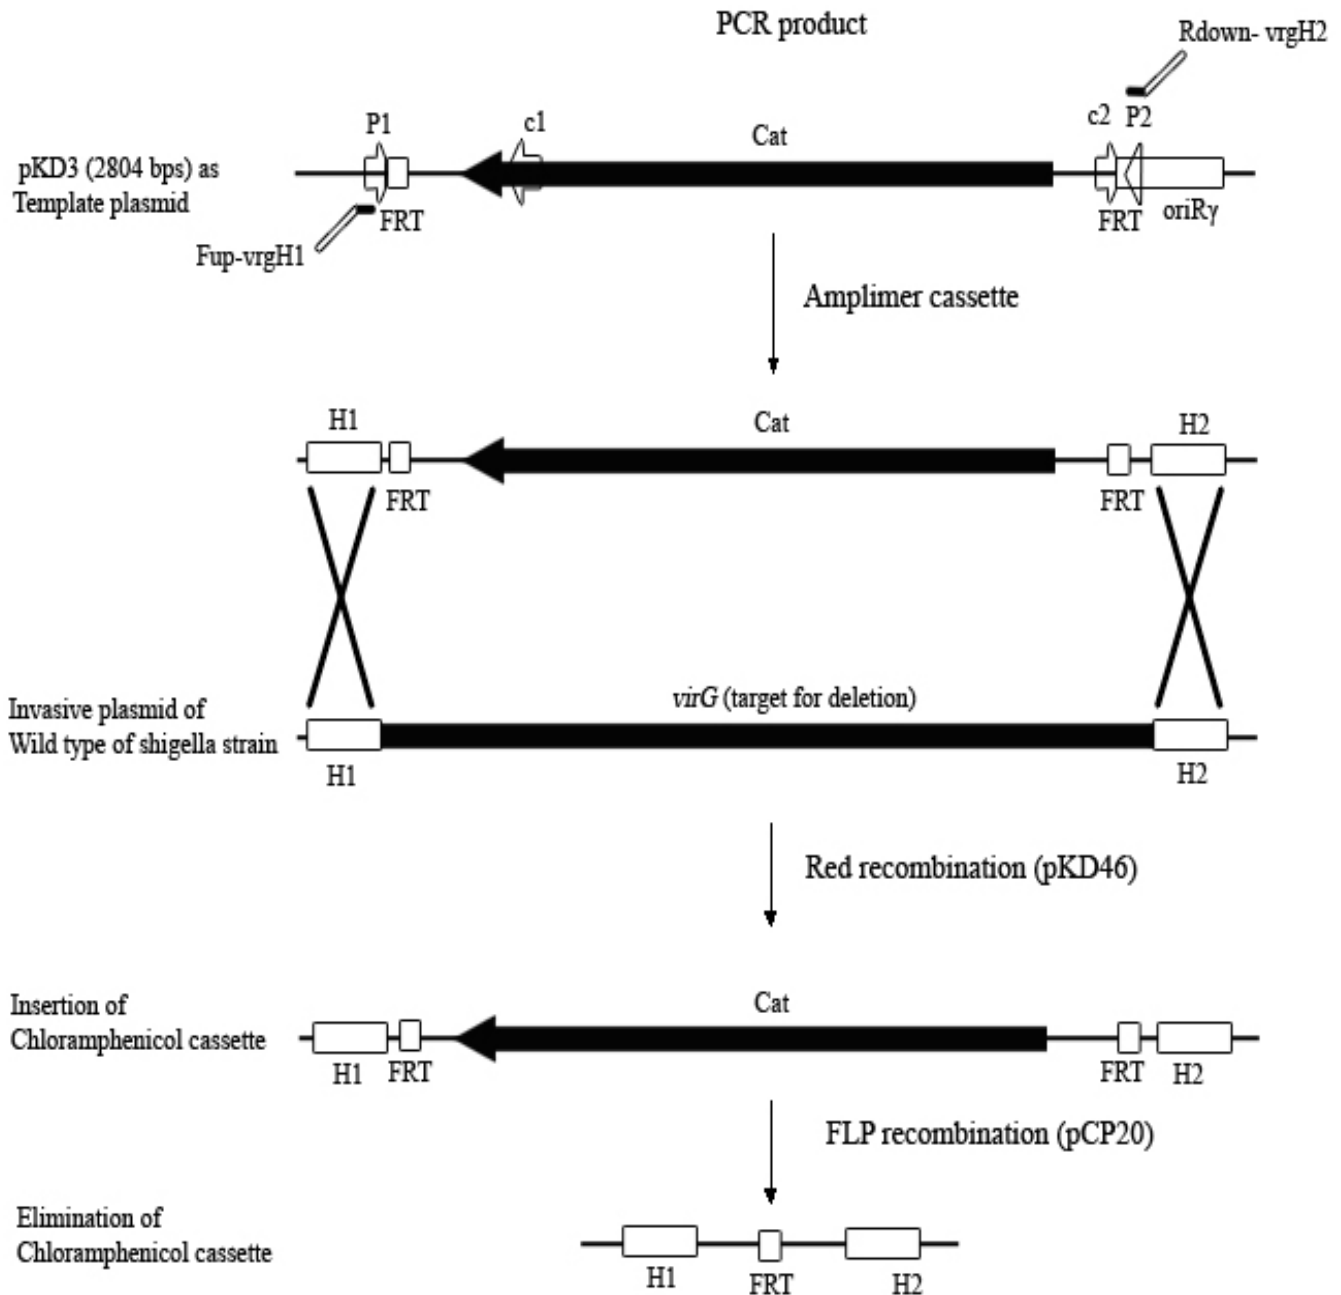 PCR product
Rdown- vrgH2
P1
c1
Cat
c2
P2
pKD3 (2804 bps) as
Template plasmid
FRT
FRT
oriRγ
Fup-vrgH1
Amplimer cassette
H1
Cat
H2
FRT
FRT
virG (target for deletion)
Invasive plasmid of
Wild type of shigella strain
H1
H2
Red recombination (pKD46)
Insertion of
Chloramphenicol cassette
Cat
H1
FRT
FRT
H2
FLP recombination (pCP20)
Elimination of
Chloramphenicol cassette
H1
FRT
H2